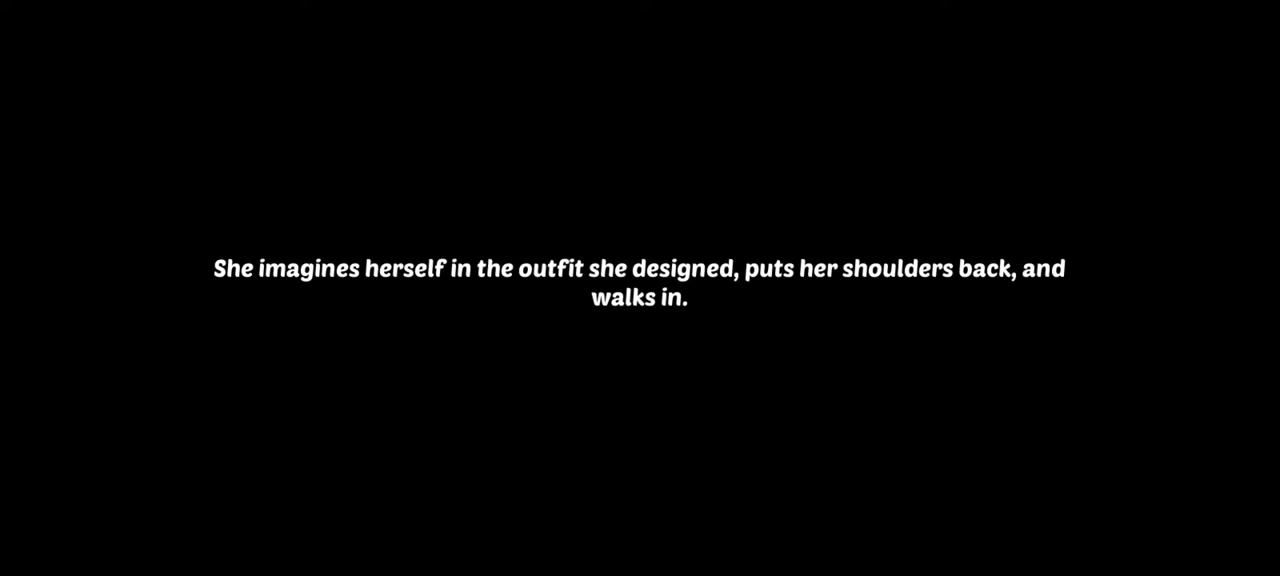 She imagines herself in the outfit she designed, puts her shoulders back, and
walks in.